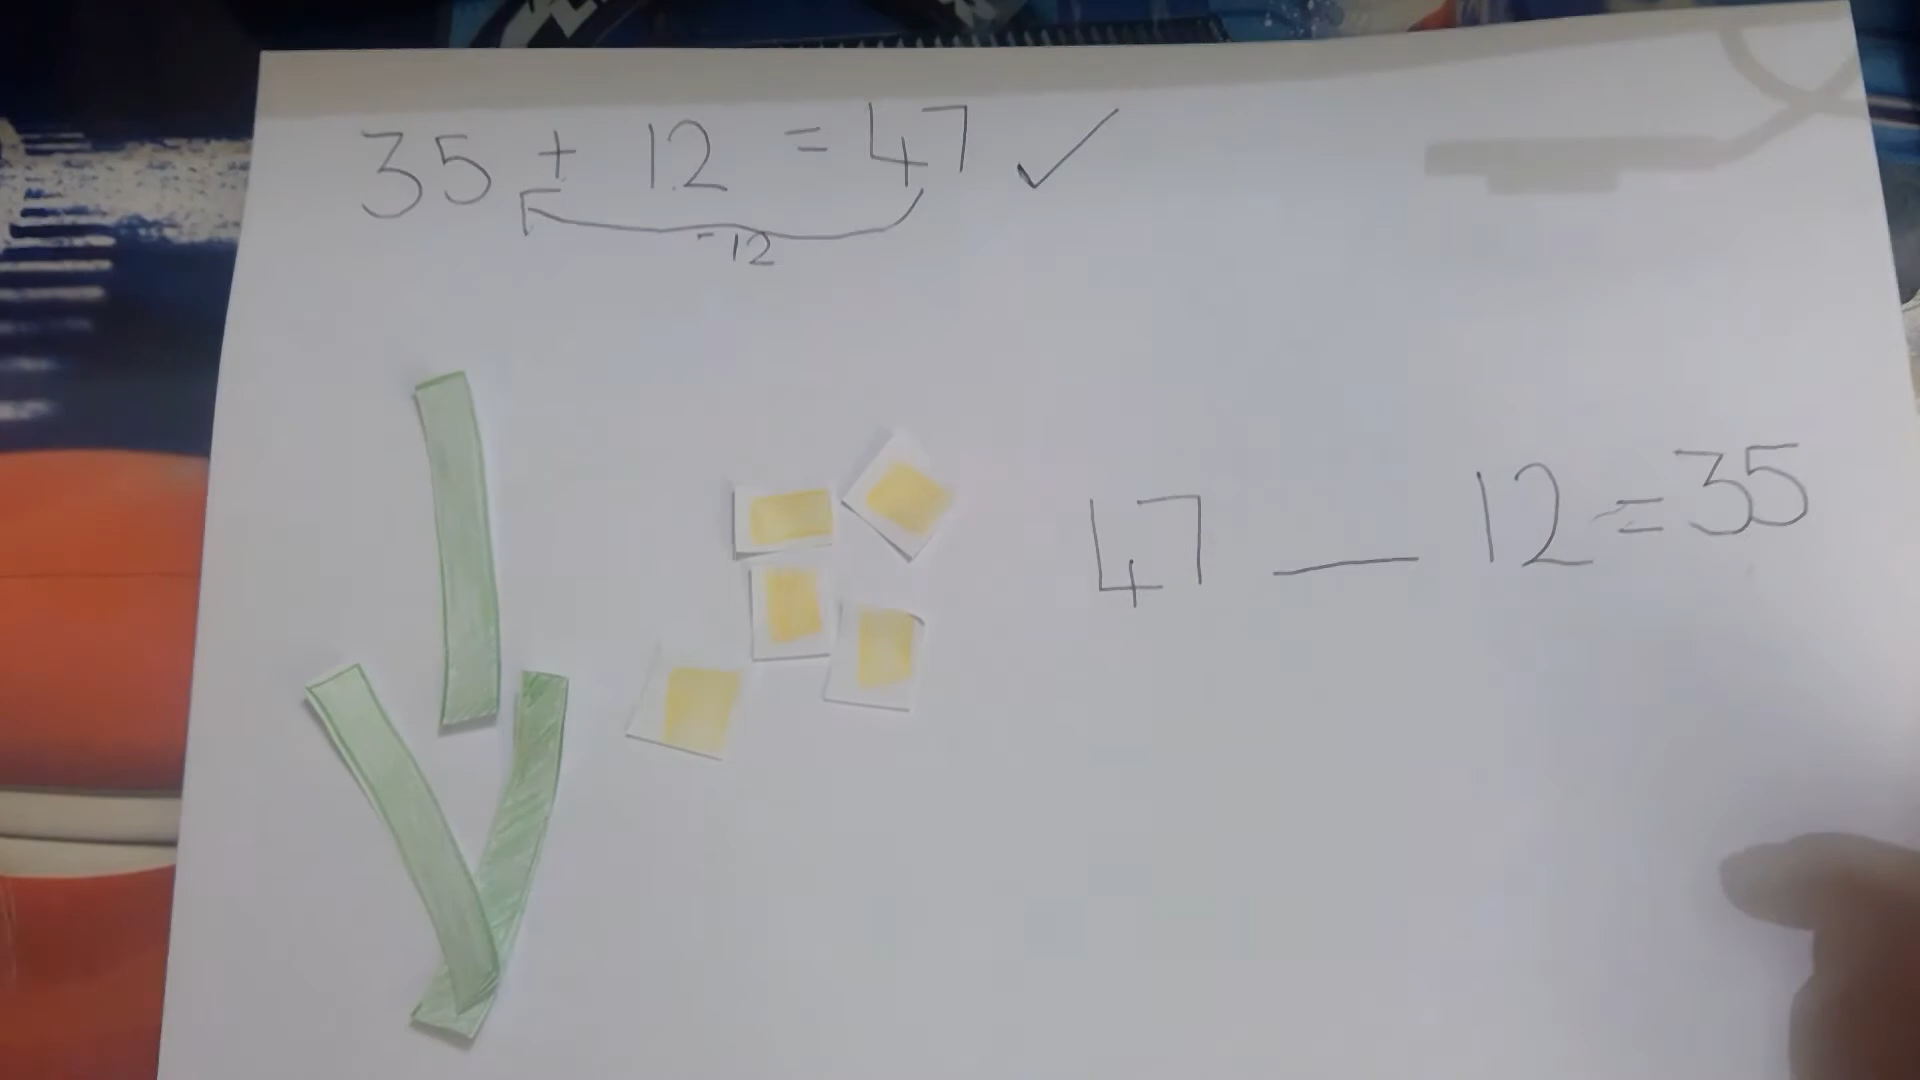 35 + 12 = 47 ✓
-12
47 — 12 = 35